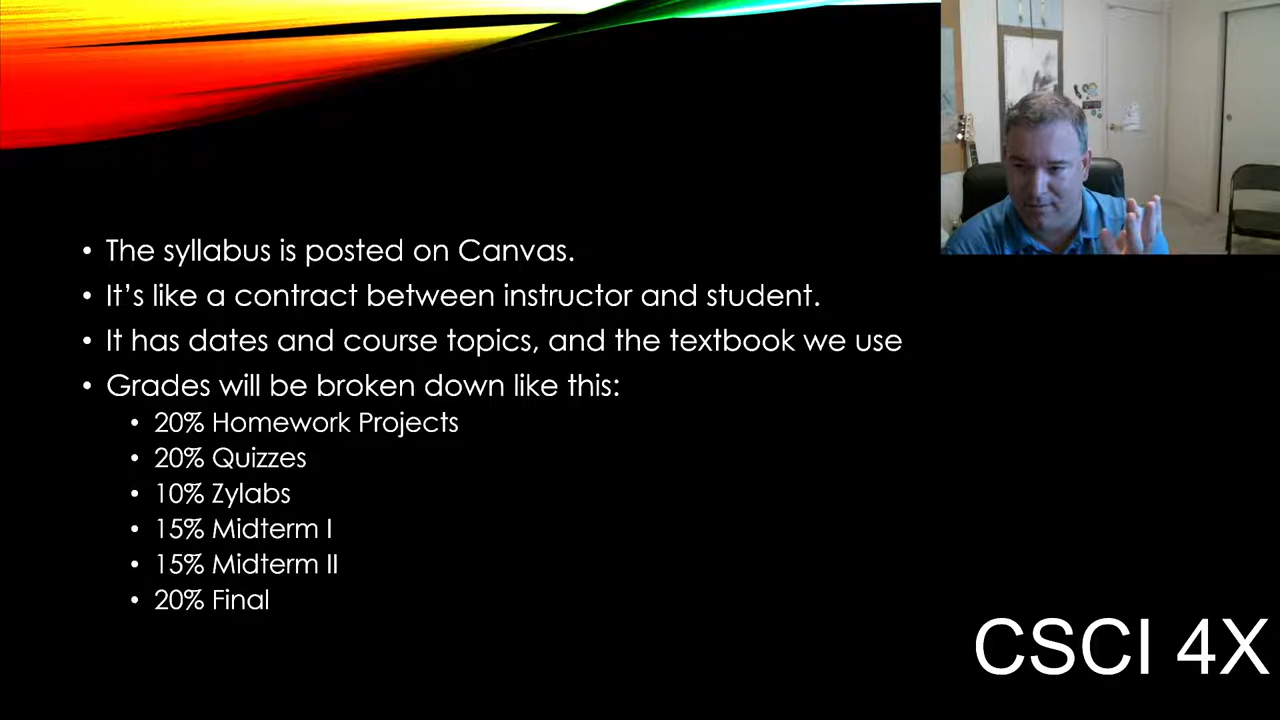 The syllabus is posted on Canvas.
It's like a contract between instructor and student.
It has dates and course topics, and the textbook we use
Grades will be broken down like this:
20% Homework Projects
20% Quizzes
10% Zylabs
15% Midterm I
15% Midterm II
20% Final
CSCI 4X